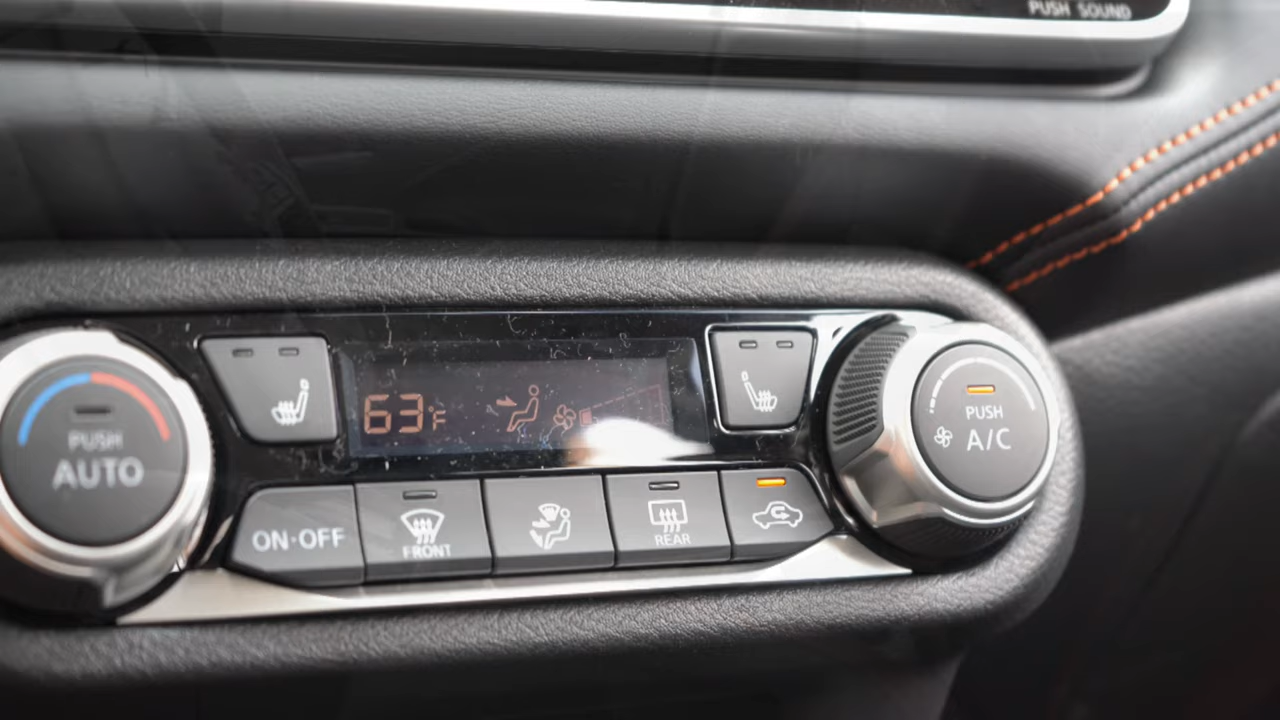 PUSH SOUND
PUSH
AUTO
63°F
PUSH
A/C
ON·OFF
FRONT
REAR